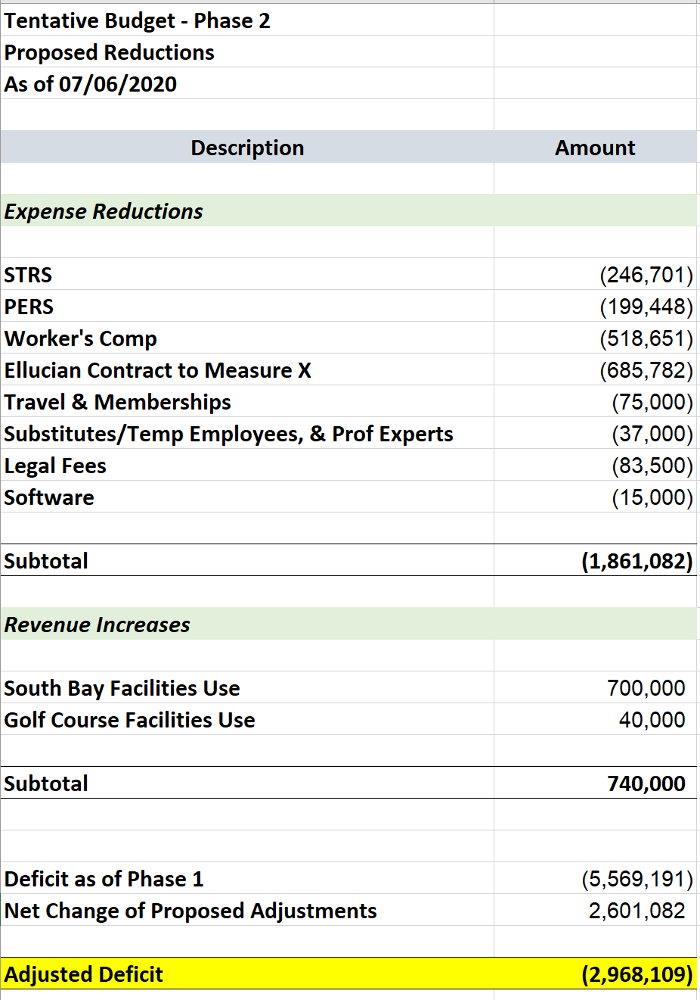 Tentative Budget - Phase 2
Proposed Reductions
As of 07/06/2020
Description Amount
Expense Reductions
STRS (246,701)
PERS (199,448)
Worker's Comp (518,651)
Ellucian Contract to Measure X (685,782)
Travel & Memberships (75,000)
Substitutes/Temp Employees, & Prof Experts (37,000)
Legal Fees (83,500)
Software (15,000)
Subtotal (1,861,082)
Revenue Increases
South Bay Facilities Use 700,000
Golf Course Facilities Use 40,000
Subtotal 740,000
Deficit as of Phase 1 (5,569,191)
Net Change of Proposed Adjustments 2,601,082
Adjusted Deficit (2,968,109)